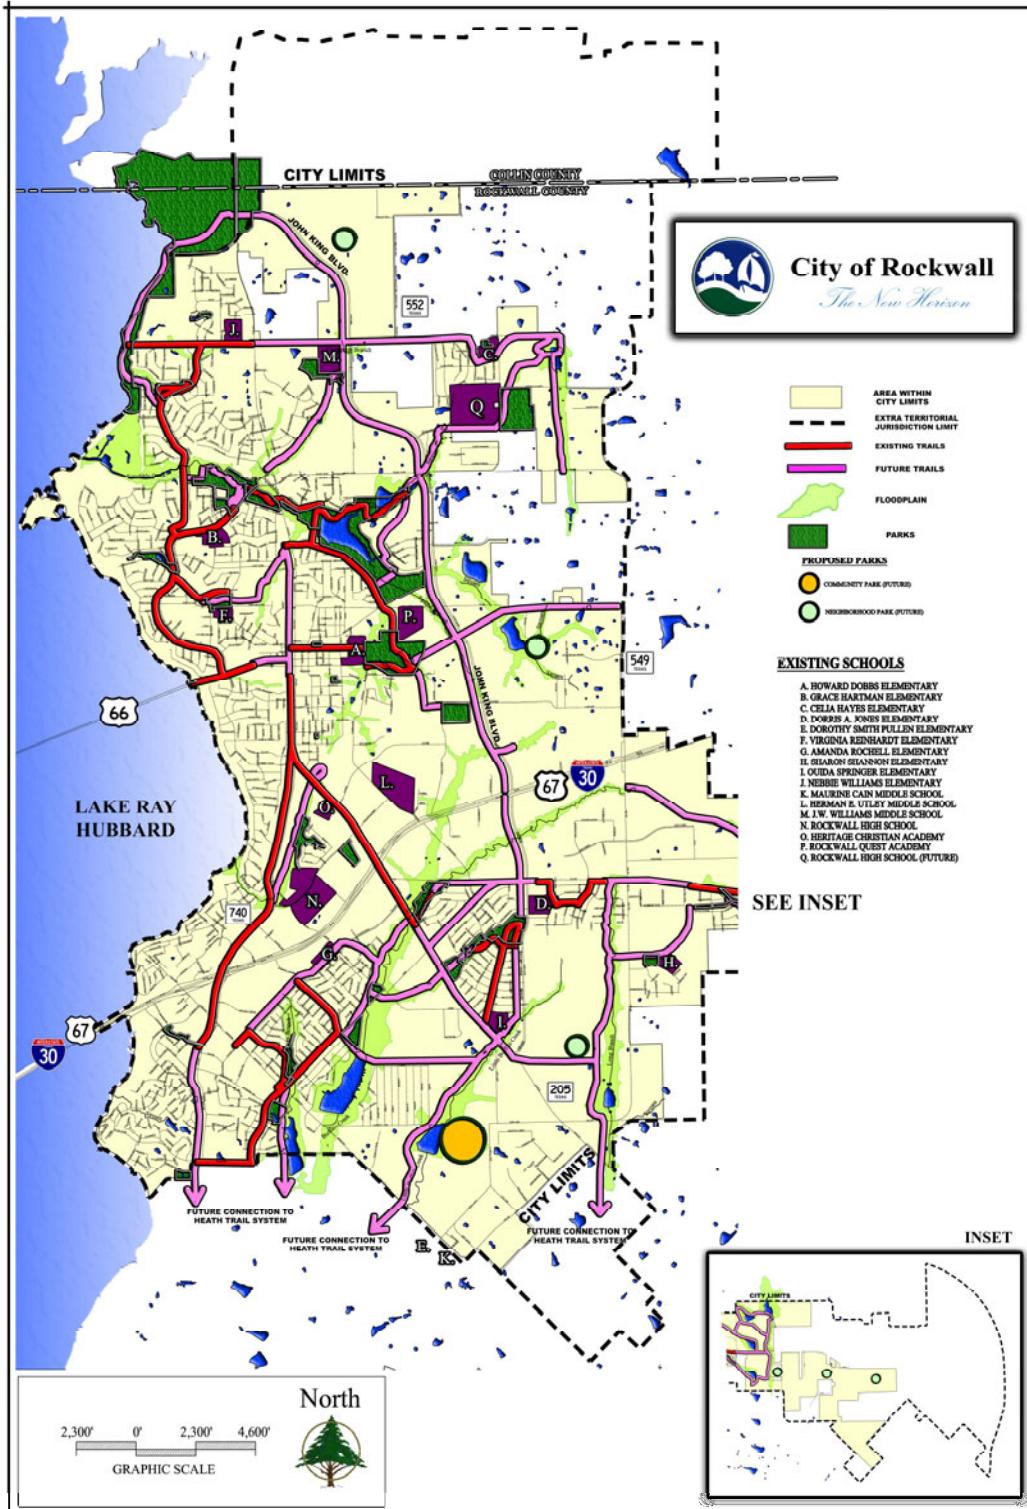 CITY LIMITS
COLLIN COUNTY
ROCKWALL COUNTY
JOHN KING BLVD.
552
TEXAS
City of Rockwall
The New Horizon
J.
M.
C.
Q
AREA WITHIN
CITY LIMITS
EXTRA TERRITORIAL
JURISDICTION LIMIT
EXISTING TRAILS
FUTURE TRAILS
FLOODPLAIN
PARKS
PROPOSED PARKS
COMMUNITY PARK (FUTURE)
NEIGHBORHOOD PARK (FUTURE)
B.
F.
P.
A.
549
TEXAS
JOHN KING BLVD.
66
EXISTING SCHOOLS
A. HOWARD DOBBS ELEMENTARY
B. GRACE HARTMAN ELEMENTARY
C. CELIA HAYES ELEMENTARY
D. DORRIS A. JONES ELEMENTARY
E. DOROTHY SMITH PULLEN ELEMENTARY
F. VIRGINIA REINHARDT ELEMENTARY
G. AMANDA ROCHELL ELEMENTARY
H. SHARON SHANNON ELEMENTARY
I. OUIDA SPRINGER ELEMENTARY
J. NEBBIE WILLIAMS ELEMENTARY
K. MAURINE CAIN MIDDLE SCHOOL
L. HERMAN E. UTLEY MIDDLE SCHOOL
M. J.W. WILLIAMS MIDDLE SCHOOL
N. ROCKWALL HIGH SCHOOL
O. HERITAGE CHRISTIAN ACADEMY
P. ROCKWALL QUEST ACADEMY
Q. ROCKWALL HIGH SCHOOL (FUTURE)
LAKE RAY
HUBBARD
67
30
L.
O.
N.
D.
740
TEXAS
SEE INSET
G.
H.
I.
67
30
205
TEXAS
CITY LIMITS
FUTURE CONNECTION TO
HEATH TRAIL SYSTEM
FUTURE CONNECTION TO
HEATH TRAIL SYSTEM
FUTURE CONNECTION TO
HEATH TRAIL SYSTEM
E.
K.
INSET
CITY LIMITS
North
2,300' 0' 2,300' 4,600'
GRAPHIC SCALE